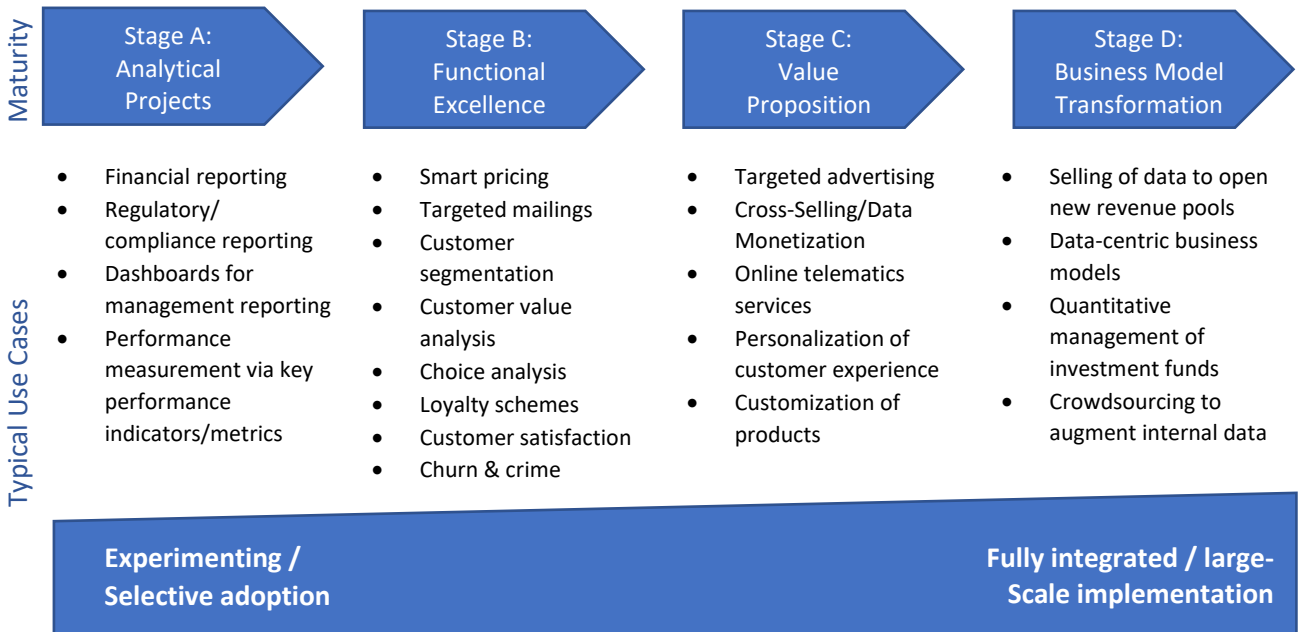 Maturity
Stage A:
Analytical
Projects
Stage B:
Functional
Excellence
Stage C:
Value
Proposition
Stage D:
Business Model
Transformation
Typical Use Cases
• Financial reporting
• Regulatory/
compliance reporting
• Dashboards for
management reporting
• Performance
measurement via key
performance
indicators/metrics
• Smart pricing
• Targeted mailings
• Customer
segmentation
• Customer value
analysis
• Choice analysis
• Loyalty schemes
• Customer satisfaction
• Churn & crime
• Targeted advertising
• Cross-Selling/Data
Monetization
• Online telematics
services
• Personalization of
customer experience
• Customization of
products
• Selling of data to open
new revenue pools
• Data-centric business
models
• Quantitative
management of
investment funds
• Crowdsourcing to
augment internal data
Experimenting /
Selective adoption
Fully integrated / large-
Scale implementation